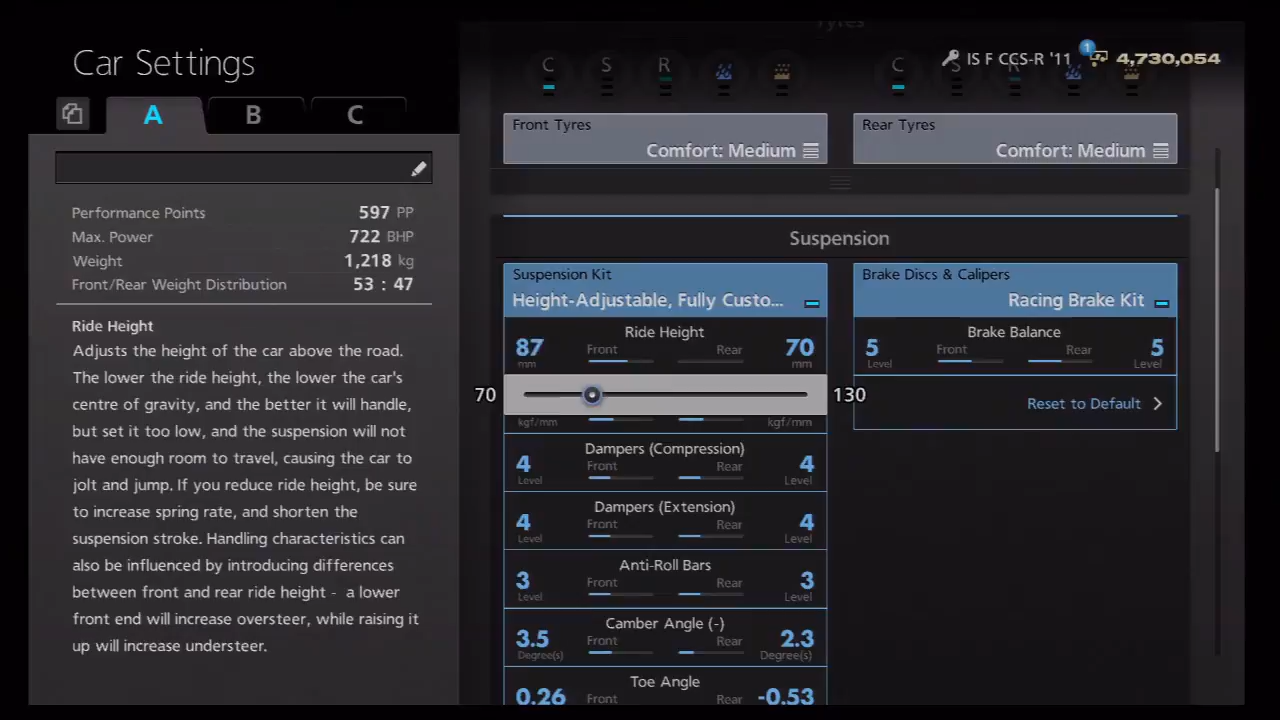 Tyres
Car Settings
IS F CCS-R '11
1
4,730,054
A
B
C
C S R
C S R
Front Tyres
Comfort: Medium
Rear Tyres
Comfort: Medium
Performance Points 597 PP
Max. Power 722 BHP
Weight 1,218 kg
Front/Rear Weight Distribution 53 : 47
Ride Height
Adjusts the height of the car above the road.
The lower the ride height, the lower the car's
centre of gravity, and the better it will handle,
but set it too low, and the suspension will not
have enough room to travel, causing the car to
jolt and jump. If you reduce ride height, be sure
to increase spring rate, and shorten the
suspension stroke. Handling characteristics can
also be influenced by introducing differences
between front and rear ride height - a lower
front end will increase oversteer, while raising it
up will increase understeer.
Suspension
Suspension Kit
Height-Adjustable, Fully Custo...
Ride Height
87 mm Front Rear 70 mm
70 130
kgf/mm kgf/mm
Dampers (Compression)
4 Level Front Rear 4 Level
Dampers (Extension)
4 Level Front Rear 4 Level
Anti-Roll Bars
3 Level Front Rear 3 Level
Camber Angle (-)
3.5 Degree(s) Front Rear 2.3 Degree(s)
Toe Angle
0.26 Front Rear -0.53
Brake Discs & Calipers
Racing Brake Kit
Brake Balance
5 Level Front Rear 5 Level
Reset to Default